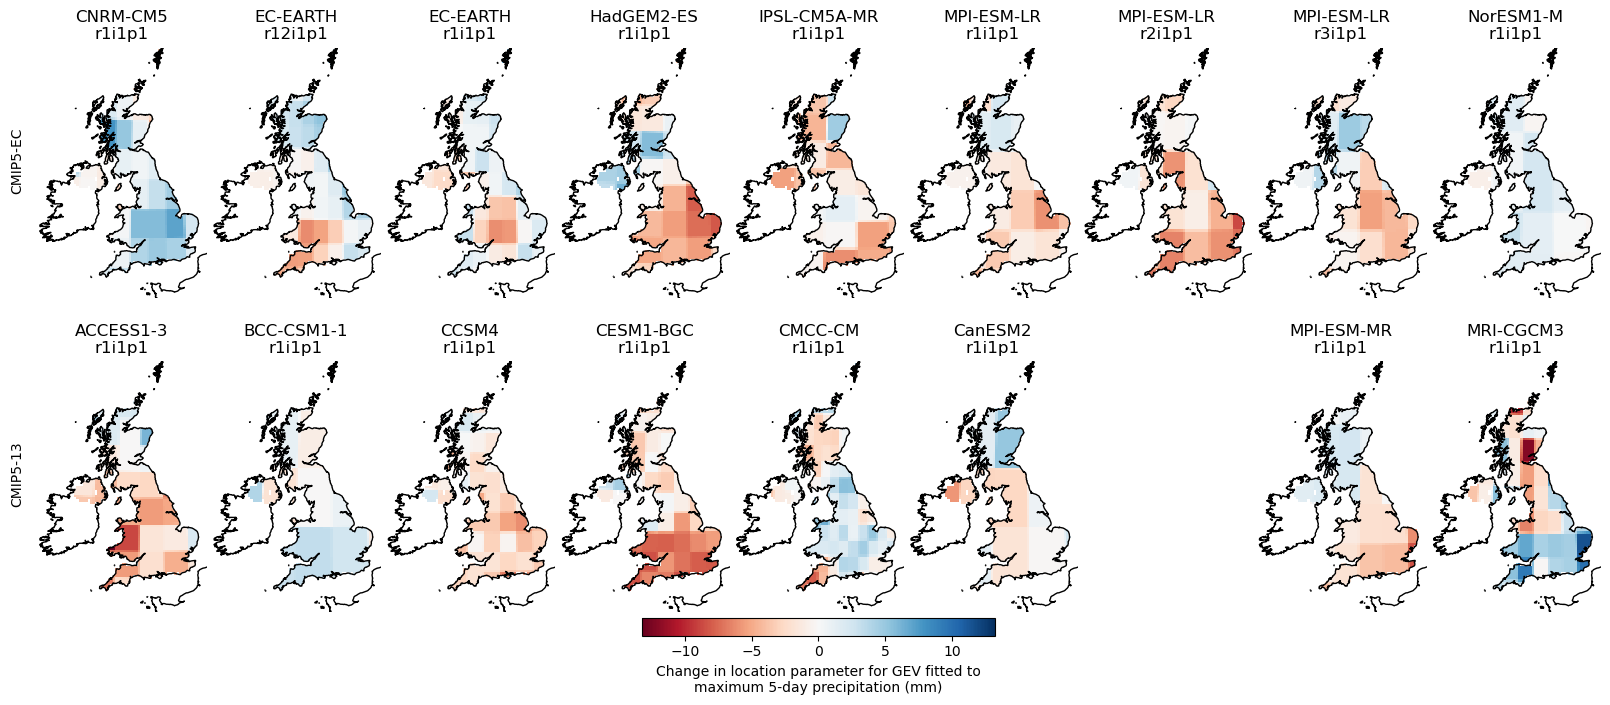 CNRM-CM5
r1i1p1
EC-EARTH
r12i1p1
EC-EARTH
r1i1p1
HadGEM2-ES
r1i1p1
IPSL-CM5A-MR
r1i1p1
MPI-ESM-LR
r1i1p1
MPI-ESM-LR
r2i1p1
MPI-ESM-LR
r3i1p1
NorESM1-M
r1i1p1
CMIP5-EC
ACCESS1-3
r1i1p1
BCC-CSM1-1
r1i1p1
CCSM4
r1i1p1
CESM1-BGC
r1i1p1
CMCC-CM
r1i1p1
CanESM2
r1i1p1
MPI-ESM-MR
r1i1p1
MRI-CGCM3
r1i1p1
CMIP5-13
−10 −5 0 5 10
Change in location parameter for GEV fitted to
maximum 5-day precipitation (mm)